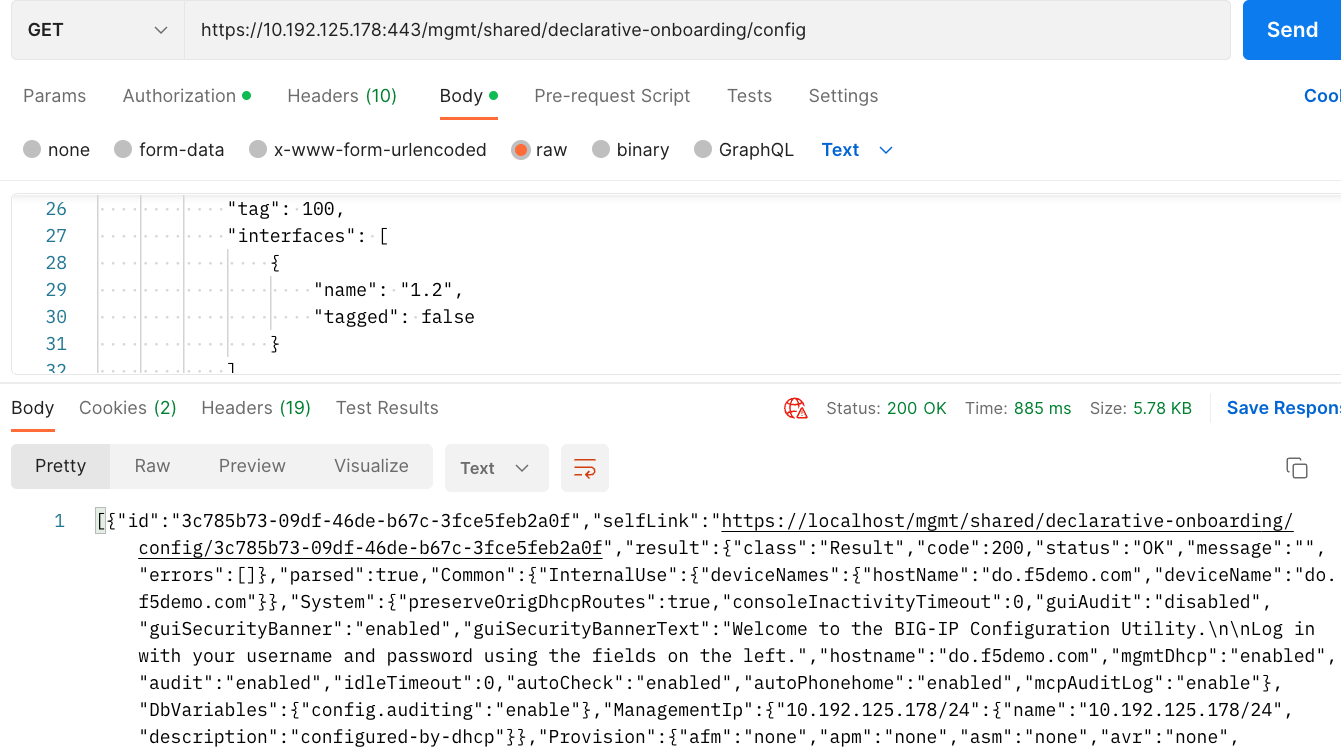 GET https://10.192.125.178:443/mgmt/shared/declarative-onboarding/config Send
Params Authorization Headers (10) Body Pre-request Script Tests Settings
none form-data x-www-form-urlencoded raw binary GraphQL Text
26 "tag": 100,
27 "interfaces": [
28 {
29 "name": "1.2",
30 "tagged": false
31 }
32 ]
Body Cookies (2) Headers (19) Test Results Status: 200 OK Time: 885 ms Size: 5.78 KB Save Respon
Pretty Raw Preview Visualize Text
1 [{"id":"3c785b73-09df-46de-b67c-3fce5feb2a0f","selfLink":"https://localhost/mgmt/shared/declarative-onboarding/
config/3c785b73-09df-46de-b67c-3fce5feb2a0f","result":{"class":"Result","code":200,"status":"OK","message":"",
"errors":[]},"parsed":true,"Common":{"InternalUse":{"deviceNames":{"hostName":"do.f5demo.com","deviceName":"do.
f5demo.com"}},"System":{"preserveOrigDhcpRoutes":true,"consoleInactivityTimeout":0,"guiAudit":"disabled",
"guiSecurityBanner":"enabled","guiSecurityBannerText":"Welcome to the BIG-IP Configuration Utility.\n\nLog in
with your username and password using the fields on the left.","hostname":"do.f5demo.com","mgmtDhcp":"enabled",
"audit":"enabled","idleTimeout":0,"autoCheck":"enabled","autoPhonehome":"enabled","mcpAuditLog":"enable"},
"DbVariables":{"config.auditing":"enable"},"ManagementIp":{"10.192.125.178/24":{"name":"10.192.125.178/24",
"description":"configured-by-dhcp"}},"Provision":{"afm":"none","apm":"none","asm":"none","avr":"none",